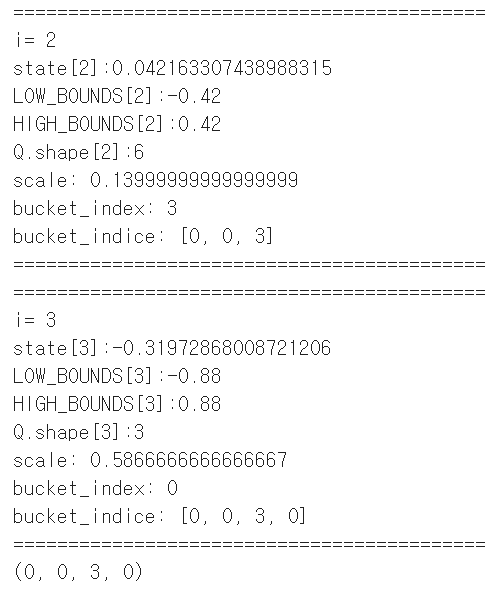 ===========================================
i= 2
state[2]:0.042163307438988315
LOW_BOUNDS[2]:-0.42
HIGH_BOUNDS[2]:0.42
Q.shape[2]:6
scale: 0.13999999999999999
bucket_index: 3
bucket_indice: [0, 0, 3]
===========================================
===========================================
i= 3
state[3]:-0.31972868008721206
LOW_BOUNDS[3]:-0.88
HIGH_BOUNDS[3]:0.88
Q.shape[3]:3
scale: 0.5866666666666667
bucket_index: 0
bucket_indice: [0, 0, 3, 0]
===========================================
(0, 0, 3, 0)